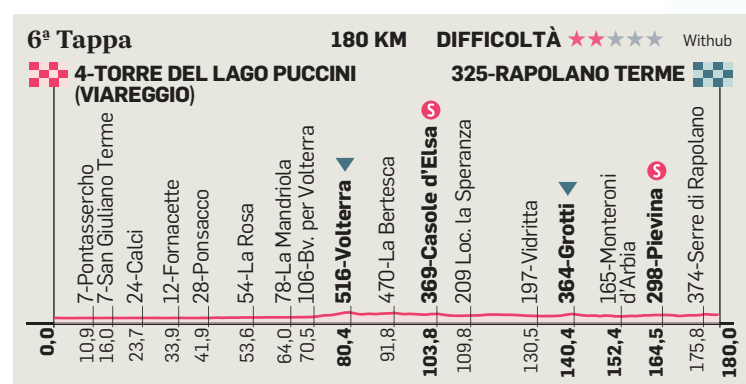 6ª Tappa
180 KM
DIFFICOLTÀ
Withub
4-TORRE DEL LAGO PUCCINI
(VIAREGGIO)
325-RAPOLANO TERME
7-Pontassercho
7-San Giuliano Terme
24-Calci
12-Fornacette
28-Ponsacco
54-La Rosa
78-La Mandriola
106-Bv. per Volterra
516-Volterra
470-La Bertesca
S
369-Casole d'Elsa
209 Loc. la Speranza
197-Vidritta
364-Grotti
165-Monteroni
d'Arbia
S
298-Pievina
374-Serre di Rapolano
0,0
10,9
16,0
23,7
33,9
41,9
53,6
64,0
70,5
80,4
91,8
103,8
109,8
130,5
140,4
152,4
164,5
175,8
180,0